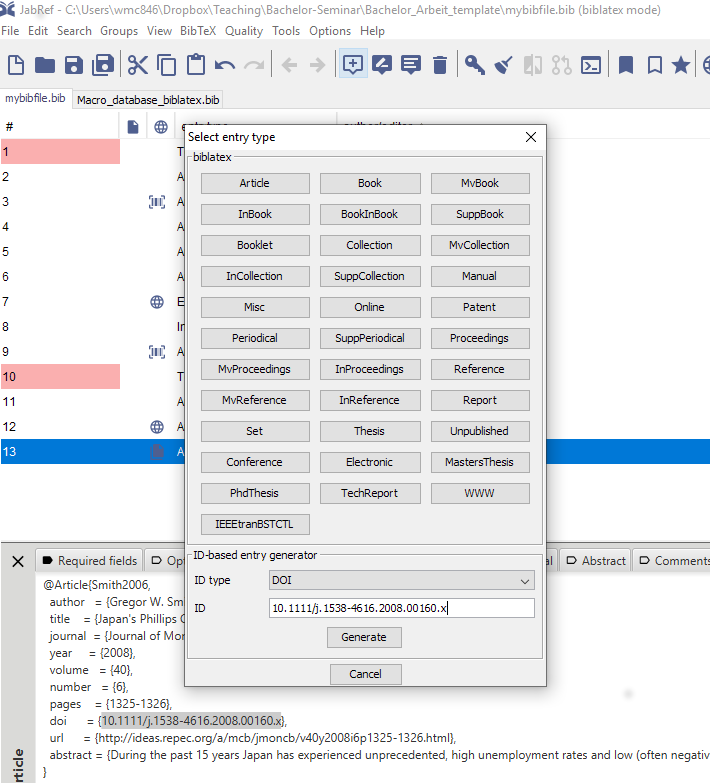 JabRef - C:\Users\wmc846\Dropbox\Teaching\Bachelor-Seminar\Bachelor_Arbeit_template\mybibfile.bib (biblatex mode)
File Edit Search Groups View BibTeX Quality Tools Options Help
mybibfile.bib Macro_database_biblatex.bib
#
1 T
2 A
3 A
4 A
5 A
6 A
7 E
8 In
9 A
10 T
11 A
12 A
13 A
Select entry type
biblatex
Article Book MvBook
InBook BookInBook SuppBook
Booklet Collection MvCollection
InCollection SuppCollection Manual
Misc Online Patent
Periodical SuppPeriodical Proceedings
MvProceedings InProceedings Reference
MvReference InReference Report
Set Thesis Unpublished
Conference Electronic MastersThesis
PhdThesis TechReport WWW
IEEEtranBSTCTL
ID-based entry generator
ID type DOI
ID 10.1111/j.1538-4616.2008.00160.x
Generate
Cancel
Required fields Op al Abstract Comments
@Article{Smith2006,
author = {Gregor W. Sm
title = {Japan's Phillips
journal = {Journal of Mon
year = {2008},
volume = {40},
number = {6},
pages = {1325-1326},
doi = {10.1111/j.1538-4616.2008.00160.x},
url = {http://ideas.repec.org/a/mcb/jmoncb/v40y2008i6p1325-1326.html},
abstract = {During the past 15 years Japan has experienced unprecedented, high unemployment rates and low (often negativ
}
rticle